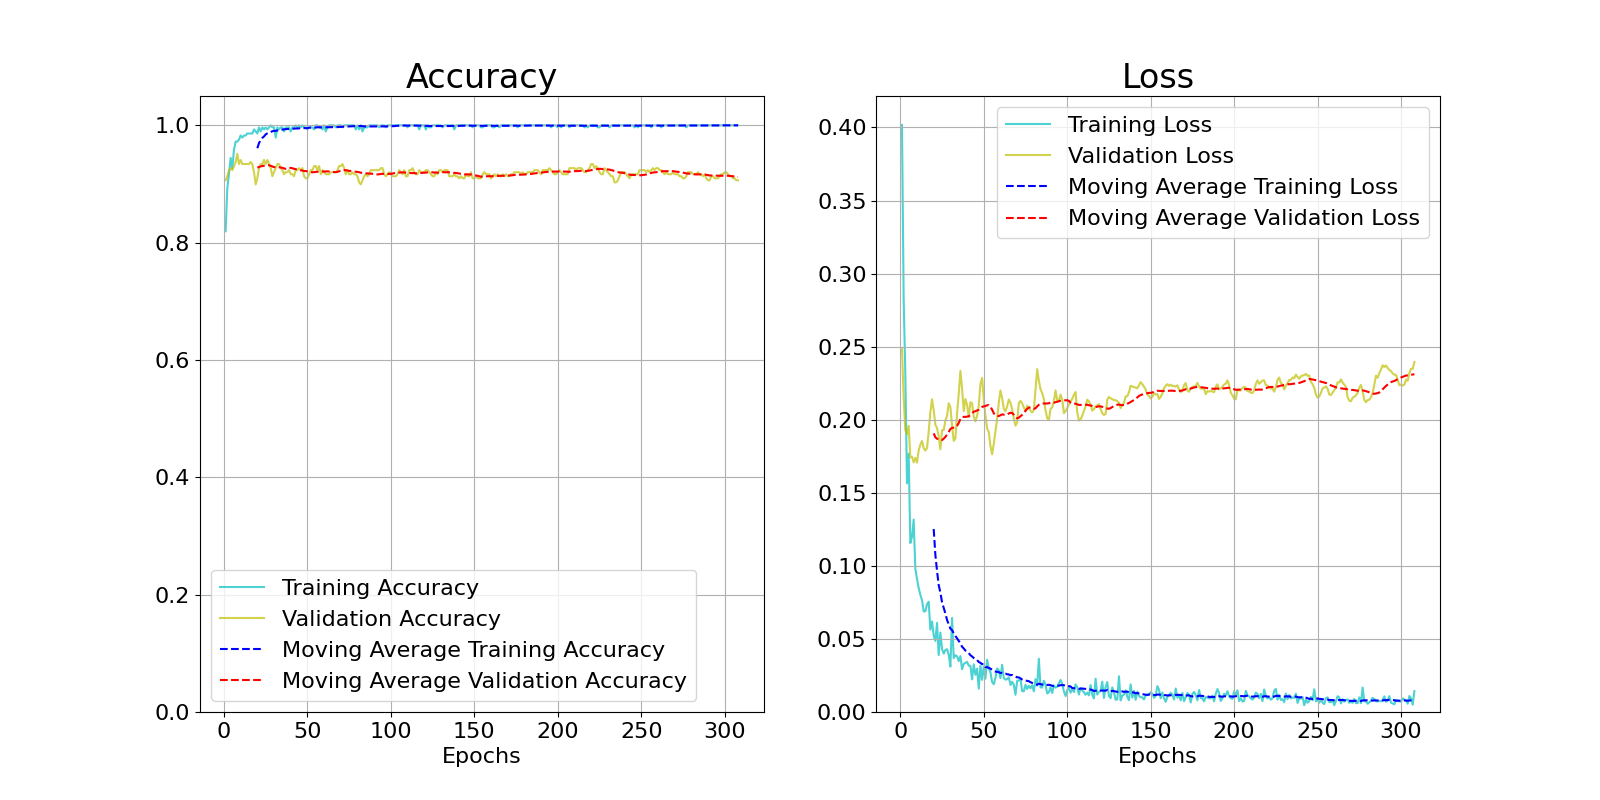 Accuracy
1.0
0.8
0.6
0.4
0.2
0.0
Training Accuracy
Validation Accuracy
Moving Average Training Accuracy
Moving Average Validation Accuracy
0 50 100 150 200 250 300
Epochs
Loss
0.40
0.35
0.30
0.25
0.20
0.15
0.10
0.05
0.00
Training Loss
Validation Loss
Moving Average Training Loss
Moving Average Validation Loss
0 50 100 150 200 250 300
Epochs